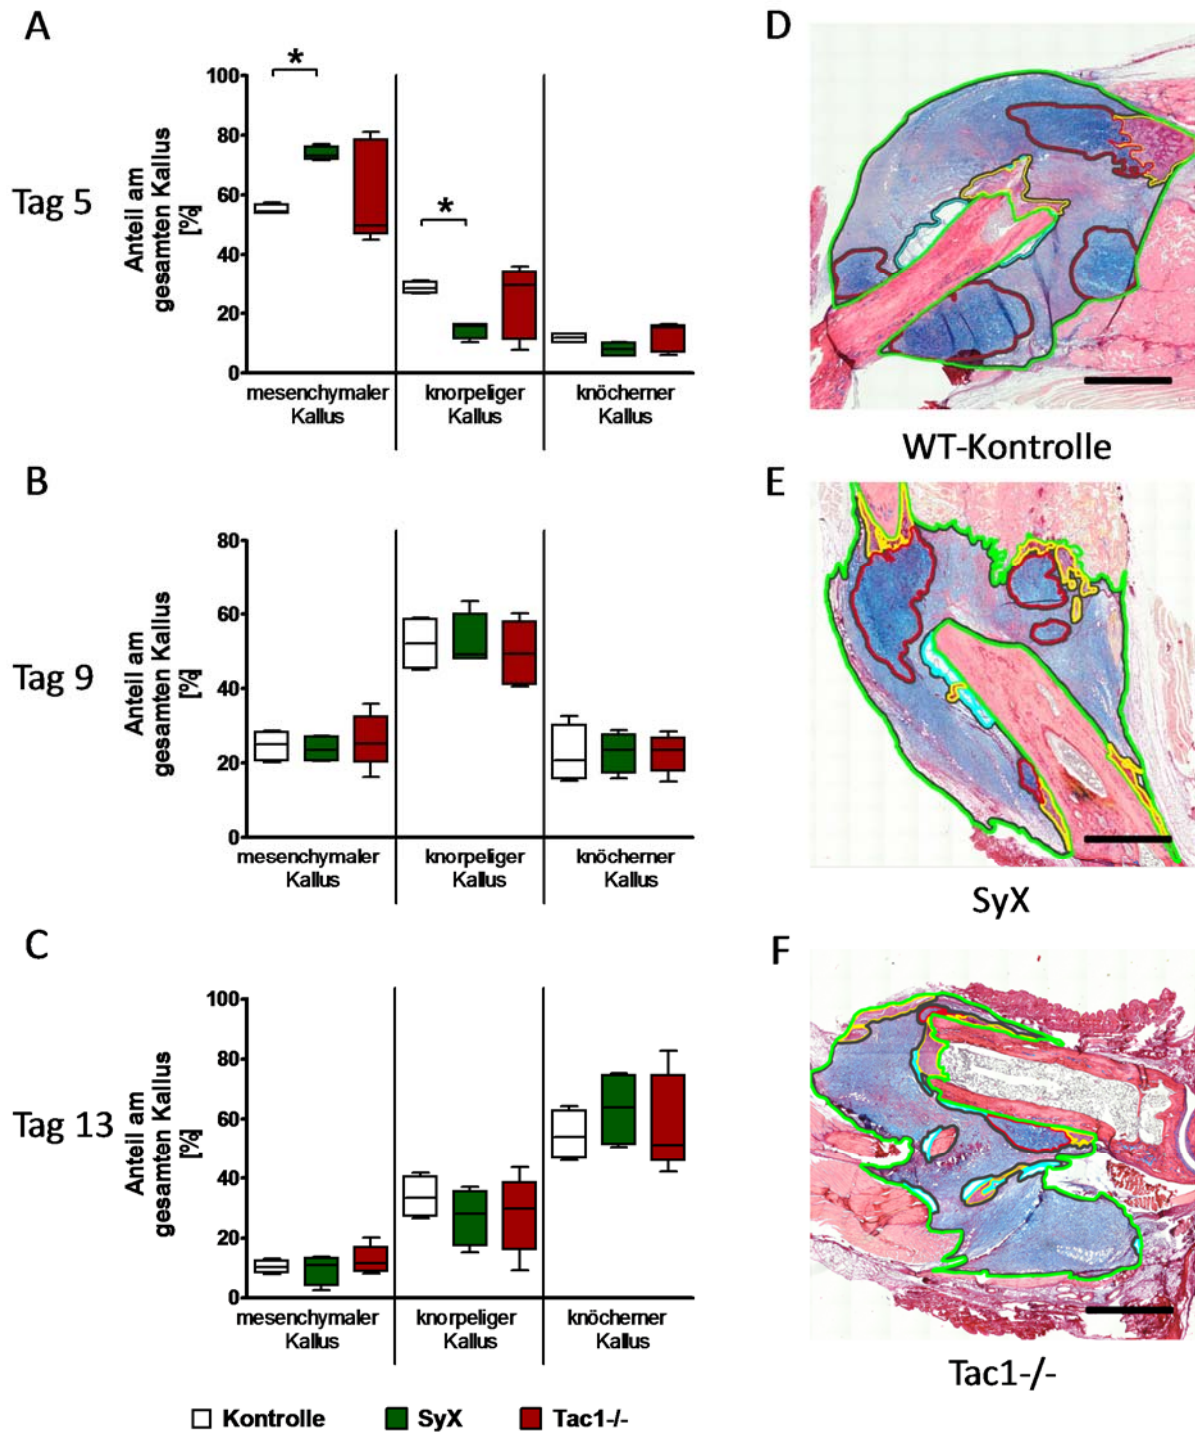 A
Anteil am
gesamten Kallus
[%]
100
80
60
40
20
0
*
*
Tag 5
mesenchymaler
Kallus
knorpeliger
Kallus
knöcherner
Kallus
B
Anteil am
gesamten Kallus
[%]
80
60
40
20
0
Tag 9
mesenchymaler
Kallus
knorpeliger
Kallus
knöcherner
Kallus
C
Anteil am
gesamten Kallus
[%]
100
80
60
40
20
0
Tag 13
mesenchymaler
Kallus
knorpeliger
Kallus
knöcherner
Kallus
Kontrolle
SyX
Tac1-/-
D
WT-Kontrolle
E
SyX
F
Tac1-/-